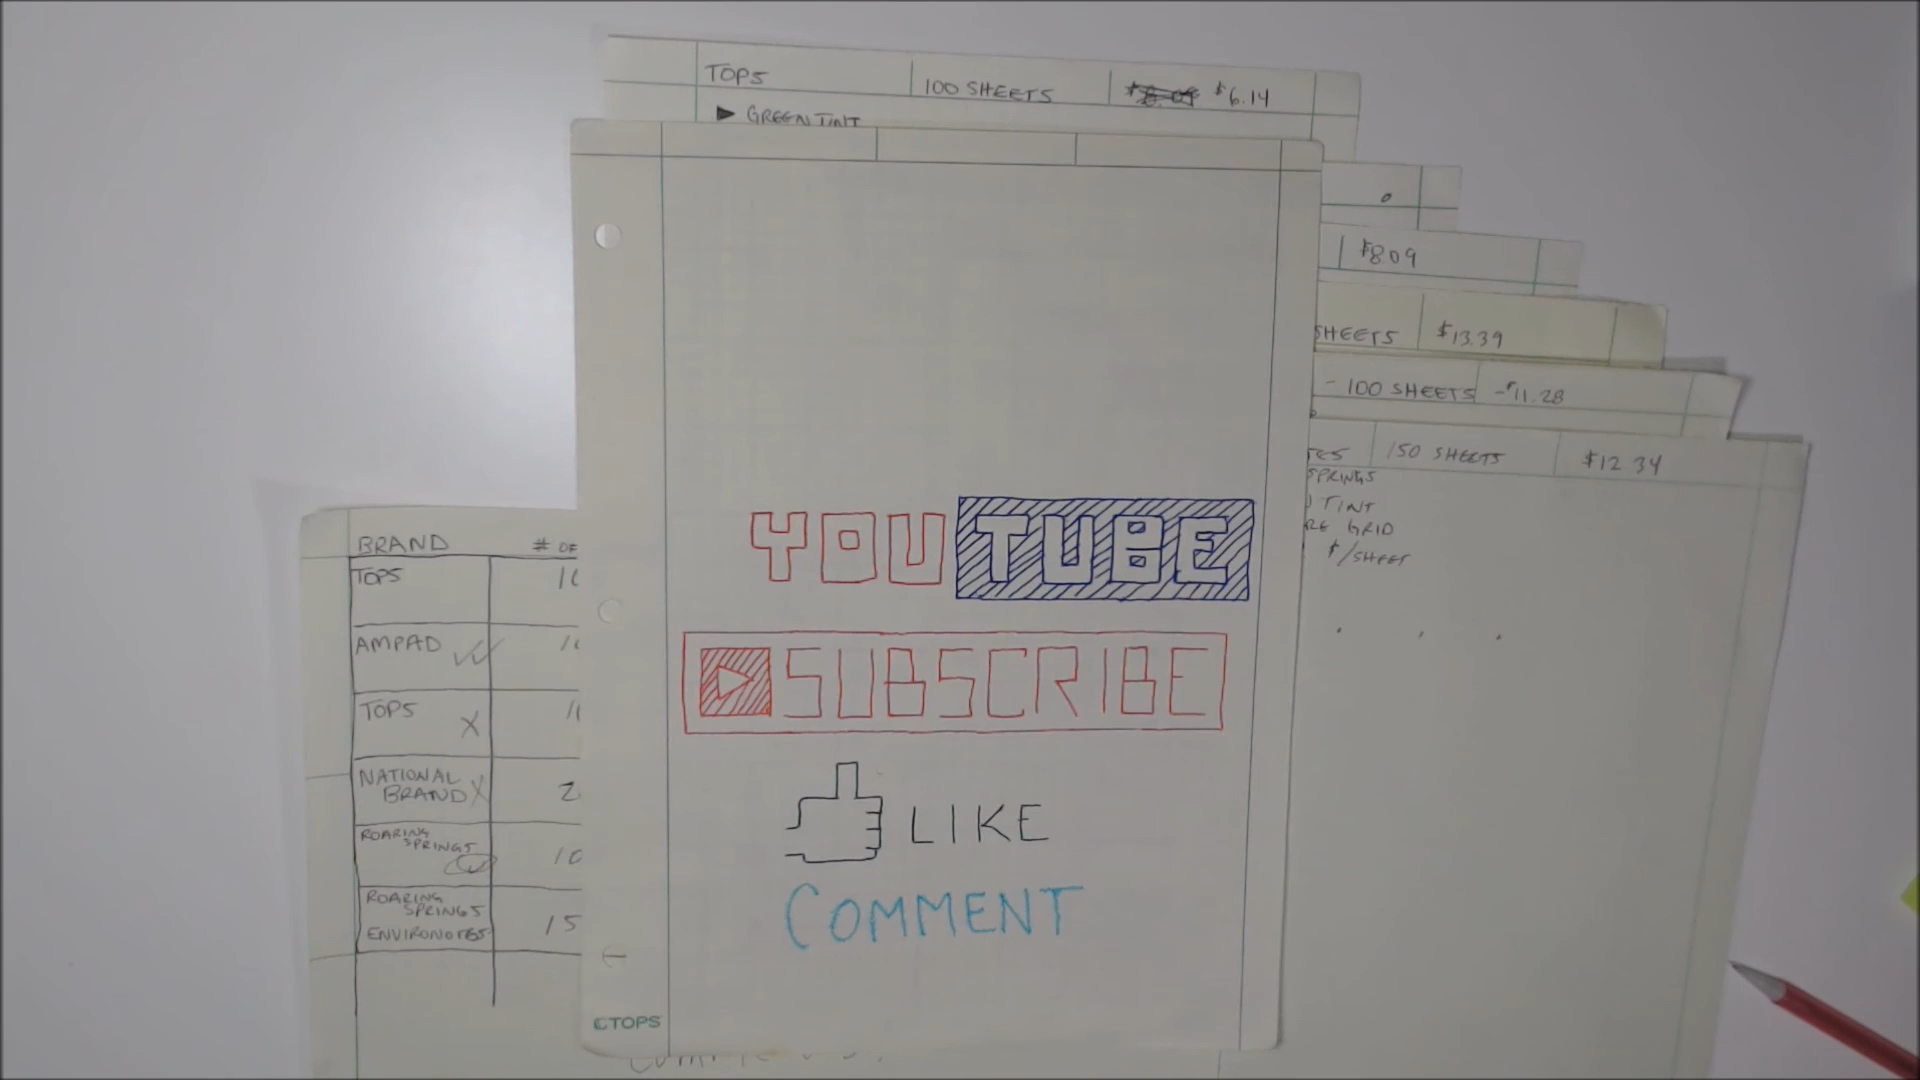 TOPS 100 SHEETS $6.14
► GREEN TINT
$8.09
SHEETS $13.39
- 100 SHEETS - $11.28
150 SHEETS $12.34
SPRINGS
TINT
GRID
$/SHEET
BRAND # OF
TOPS
AMPAD
TOPS X
NATIONAL
BRAND X
ROARING
SPRINGS
ROARING
SPRINGS
ENVIRONOTES
YOUTUBE
SUBSCRIBE
LIKE
COMMENT
TOPS